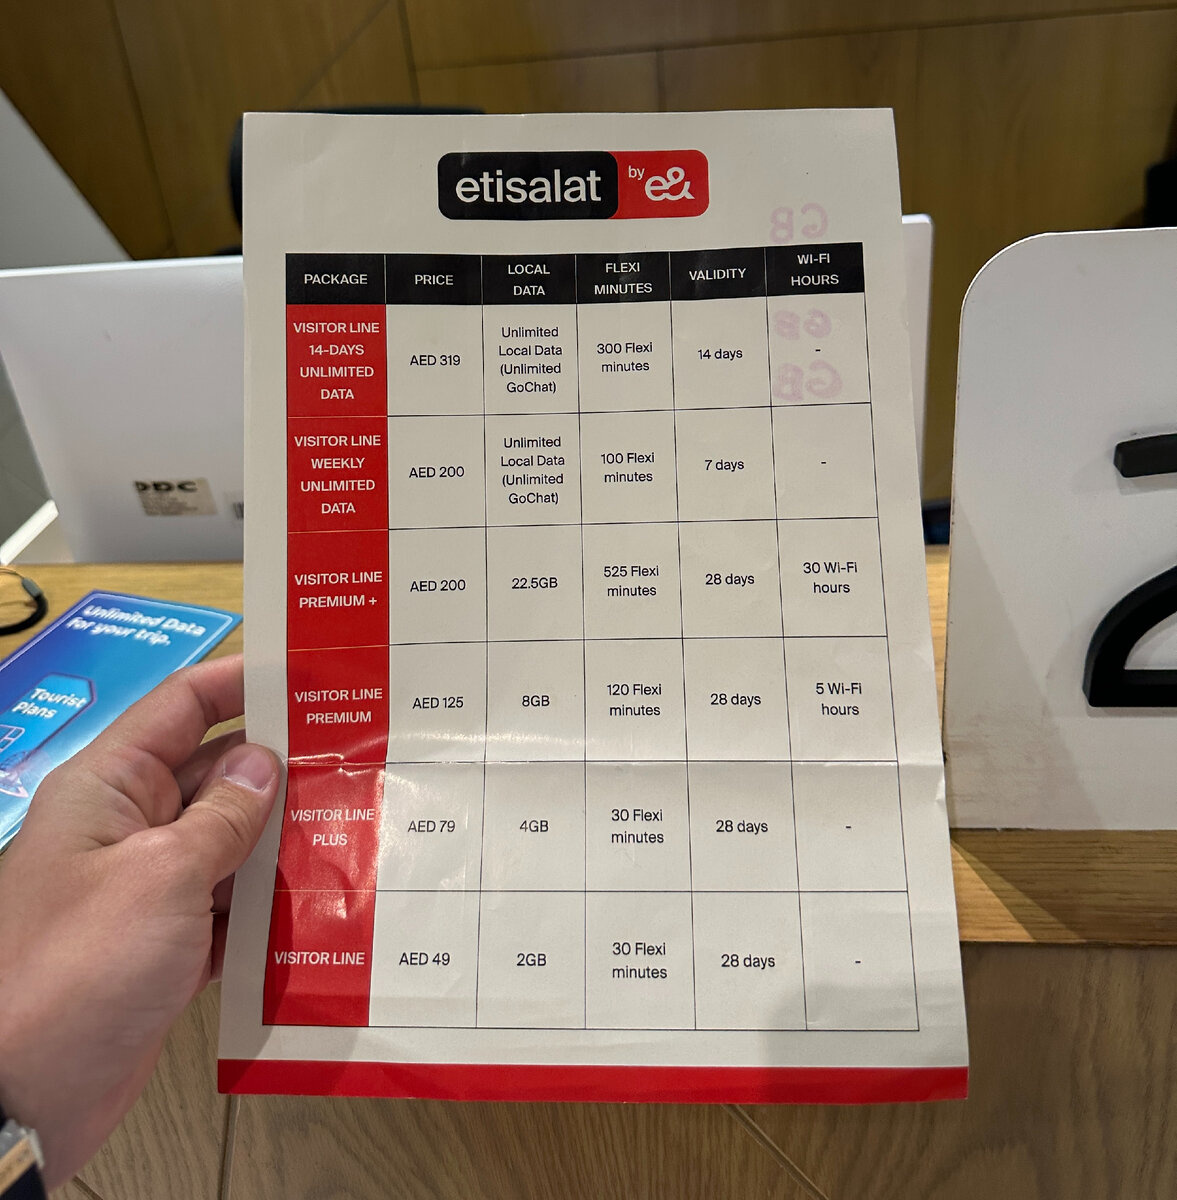 etisalat by e&
GB
PACKAGE
PRICE
LOCAL
DATA
FLEXI
MINUTES
VALIDITY
WI-FI
HOURS
VISITOR LINE
14-DAYS
UNLIMITED
DATA
AED 319
Unlimited
Local Data
(Unlimited
GoChat)
300 Flexi
minutes
14 days
GB
-
GB
VISITOR LINE
WEEKLY
UNLIMITED
DATA
AED 200
Unlimited
Local Data
(Unlimited
GoChat)
100 Flexi
minutes
7 days
-
VISITOR LINE
PREMIUM +
AED 200
22.5GB
525 Flexi
minutes
28 days
30 Wi-Fi
hours
VISITOR LINE
PREMIUM
AED 125
8GB
120 Flexi
minutes
28 days
5 Wi-Fi
hours
VISITOR LINE
PLUS
AED 79
4GB
30 Flexi
minutes
28 days
-
VISITOR LINE
AED 49
2GB
30 Flexi
minutes
28 days
-
DDC
Unlimited Data
for your trip.
Tourist
Plans
2